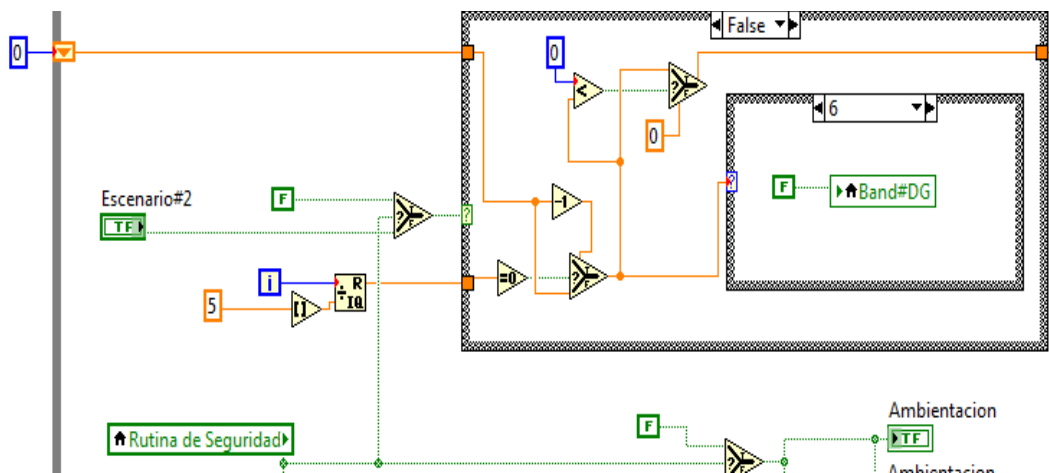 False
0
0
<
?
T
F
0
6
?
F
Band#DG
Escenario#2
TF
F
?
T
F
?
-1
i
R
÷
IQ
=0
?
T
F
5
[]
Rutina de Seguridad
F
?
T
F
Ambientacion
TF
Ambientacion